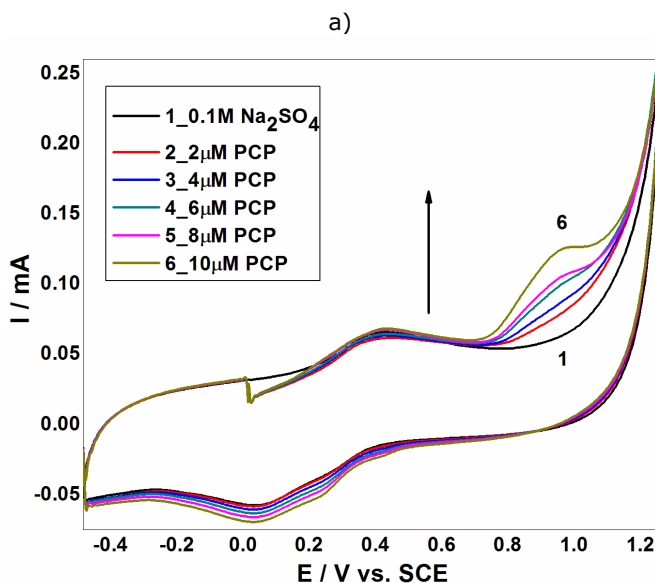 a)
I / mA
0.25
0.20
0.15
0.10
0.05
0.00
-0.05
1_0.1M Na₂SO₄
2_2μM PCP
3_4μM PCP
4_6μM PCP
5_8μM PCP
6_10μM PCP
6
1
-0.4 -0.2 0.0 0.2 0.4 0.6 0.8 1.0 1.2
E / V vs. SCE